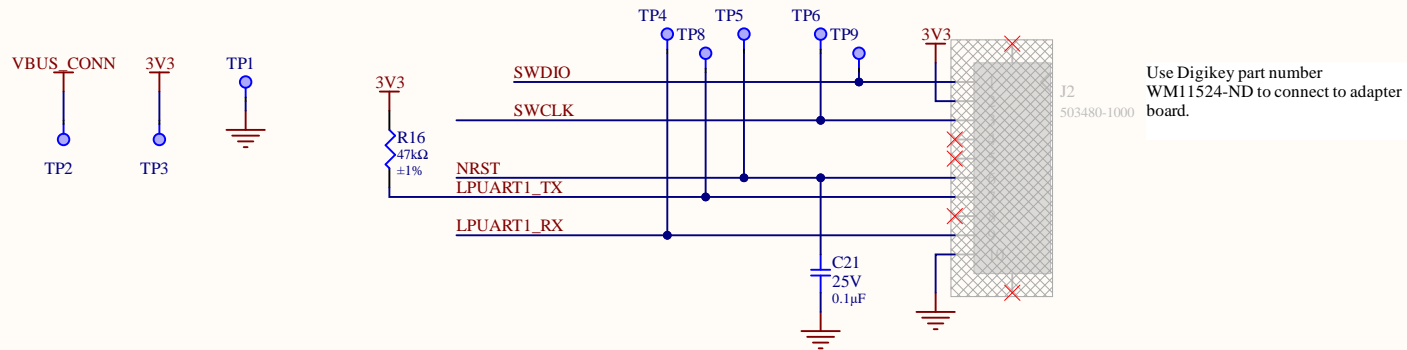 VBUS_CONN
TP2
3V3
TP3
TP1
3V3
R16
47kΩ
±1%
TP4
TP8
TP5
TP6
TP9
3V3
SWDIO
SWCLK
NRST
LPUART1_TX
LPUART1_RX
C21
25V
0.1µF
J2
503480-1000
Use Digikey part number
WM11524-ND to connect to adapter
board.